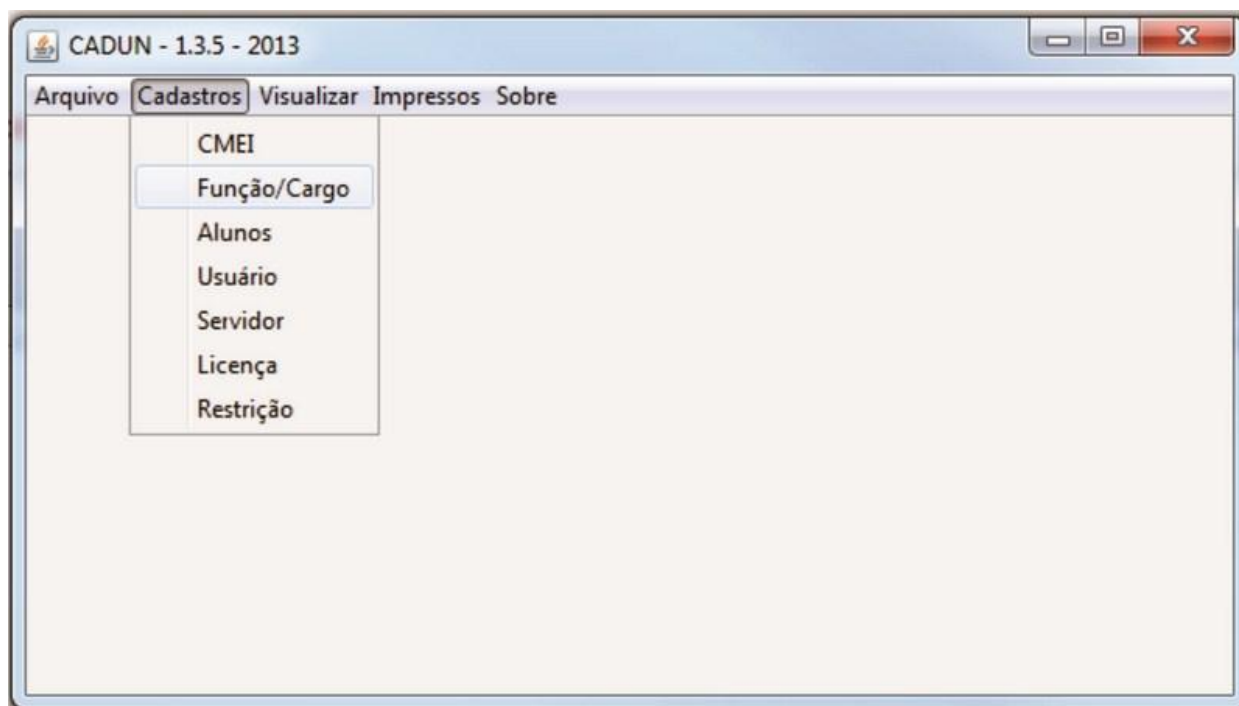 CADUN - 1.3.5 - 2013
Arquivo Cadastros Visualizar Impressos Sobre
CMEI
Função/Cargo
Alunos
Usuário
Servidor
Licença
Restrição